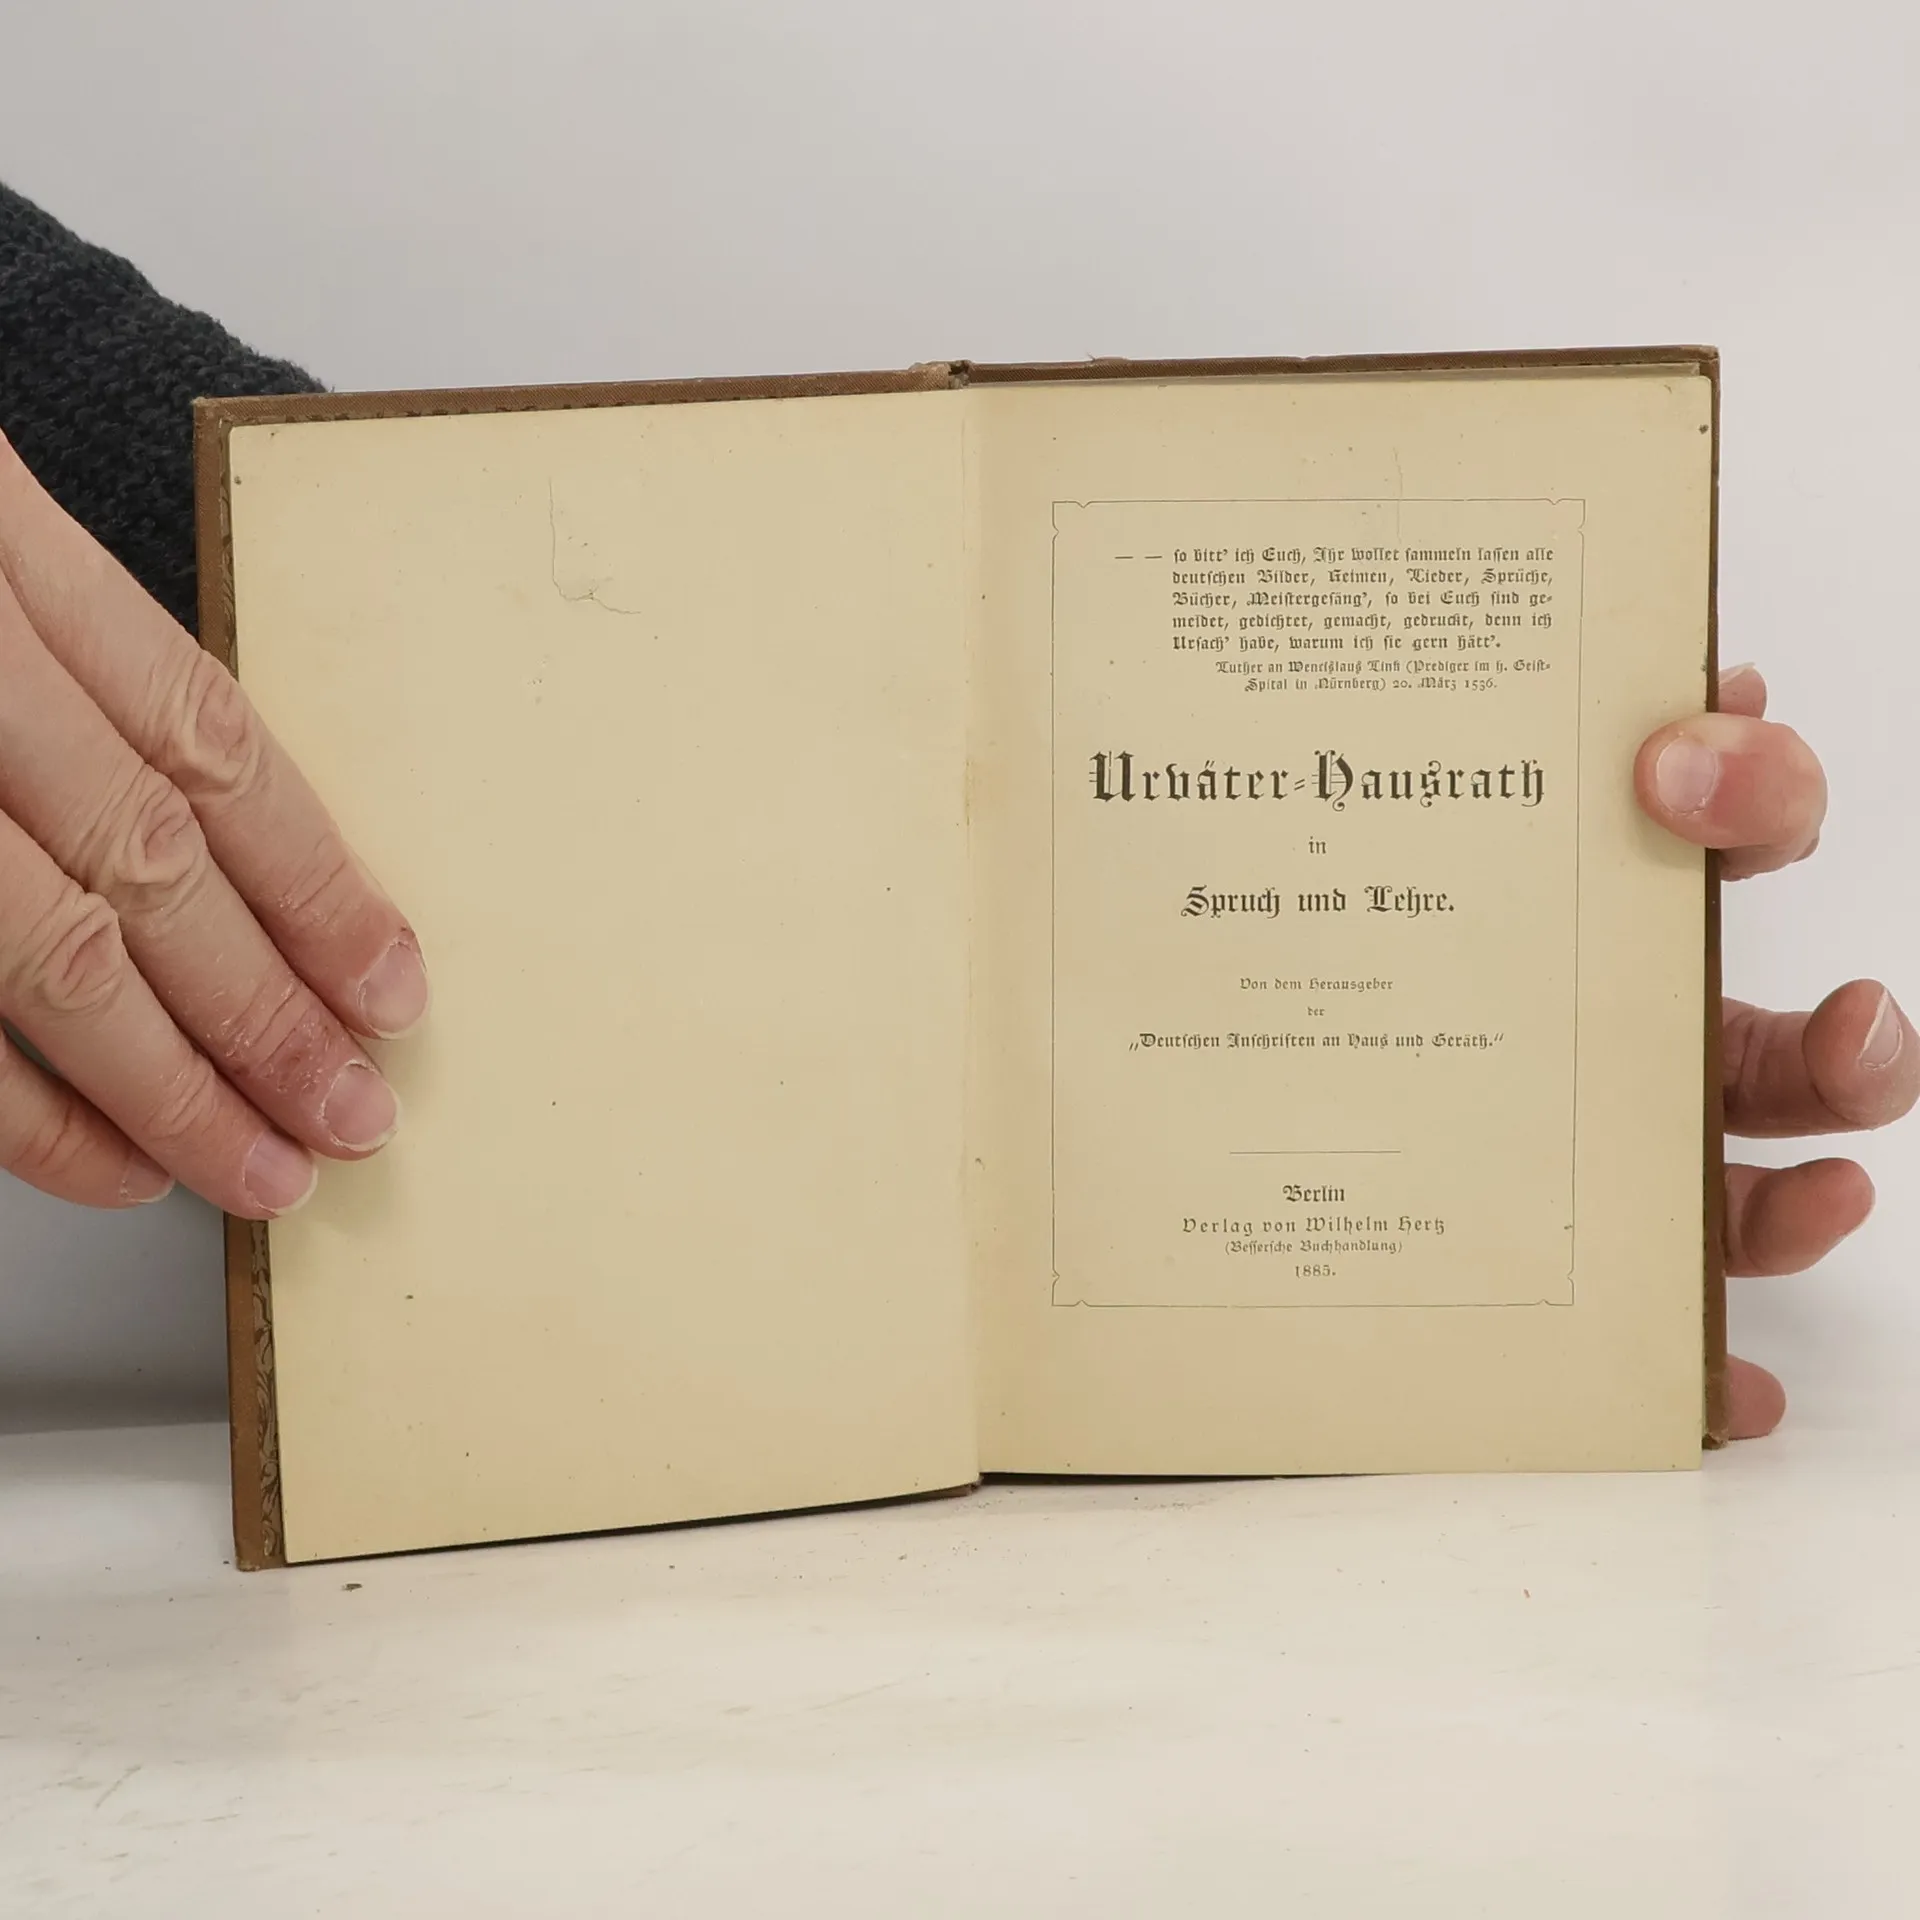 — — so bitt' ich Euch, Ihr wollet sammeln lassen alle
deutschen Bilder, Reimen, Lieder, Sprüche,
Bücher, Meistergesäng', so bei Euch sind ge-
meldet, gedichtet, gemacht, gedruckt, denn ich
Ursach' habe, warum ich sie gern hätt'.
Luther an Wencislaus Link (Prediger im h. Geist-
Spital in Nürnberg) 20. März 1536.
Urväter-Hausrath
in
Spruch und Lehre.
Von dem Herausgeber
der
„Deutschen Inschriften an Haus und Geräth."
Berlin
Verlag von Wilhelm Hertz
(Bessersche Buchhandlung)
1885.